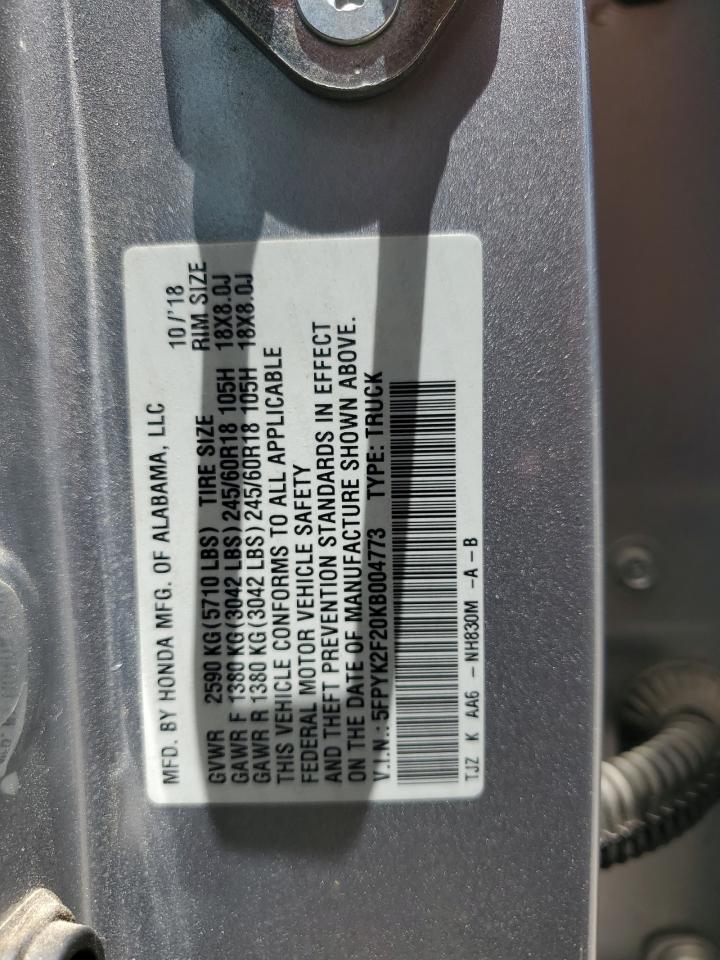 MFD. BY HONDA MFG. OF ALABAMA, LLC 10/'18
GVWR 2590 KG(5710 LBS) TIRE SIZE RIM SIZE
GAWR F 1380 KG(3042 LBS) 245/60R18 105H 18X8.0J
GAWR R 1380 KG(3042 LBS) 245/60R18 105H 18X8.0J
THIS VEHICLE CONFORMS TO ALL APPLICABLE
FEDERAL MOTOR VEHICLE SAFETY
AND THEFT PREVENTION STANDARDS IN EFFECT
ON THE DATE OF MANUFACTURE SHOWN ABOVE.
V.I.N.: 5FPYK2F20KB004773 TYPE: TRUCK
TJZ K AA6 - NH830M -A - B